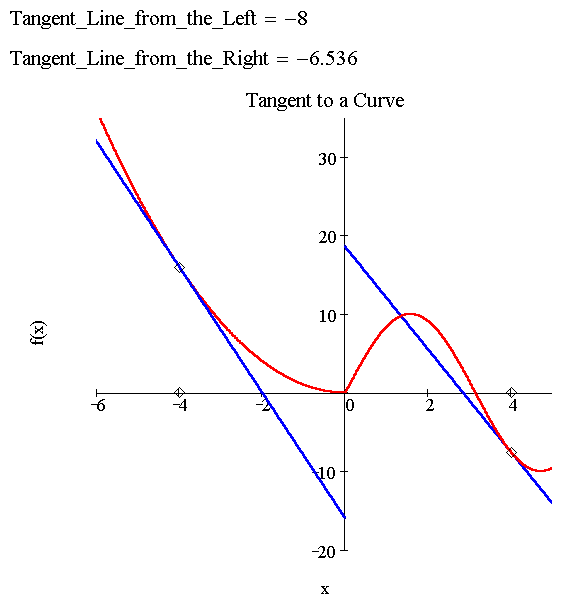 Tangent_Line_from_the_Left = −8
Tangent_Line_from_the_Right = −6.536
Tangent to a Curve
30
20
10
−6 −4 −2 0 2 4
−10
−20
f(x)
x